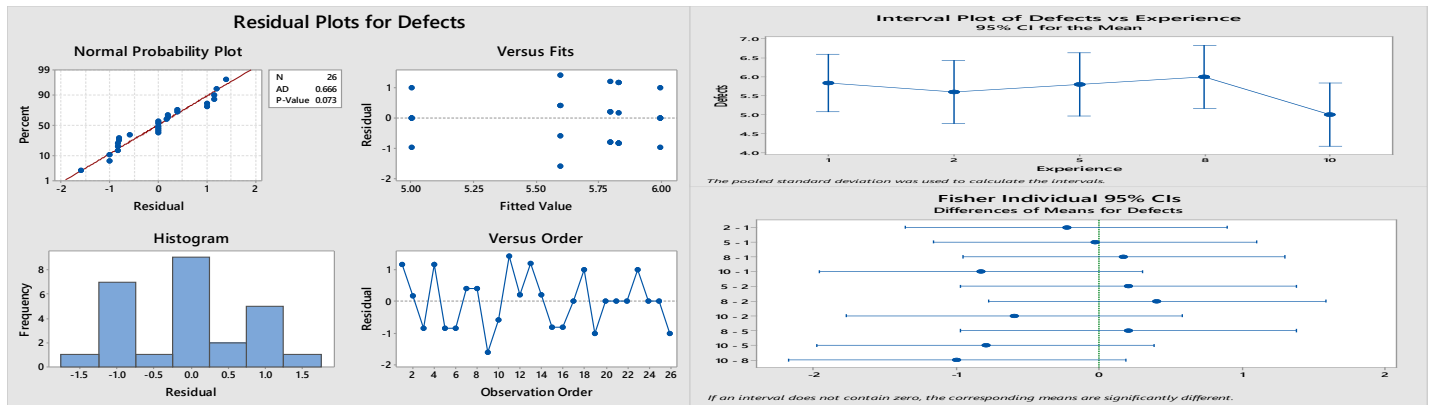 Residual Plots for Defects
Normal Probability Plot
99
90
50
10
1
Percent
-2 -1 0 1 2
Residual
N 26
AD 0.666
P-Value 0.073
Versus Fits
1
0
-1
-2
Residual
5.00 5.25 5.50 5.75 6.00
Fitted Value
Histogram
8
6
4
2
0
Frequency
-1.5 -1.0 -0.5 0.0 0.5 1.0 1.5
Residual
Versus Order
1
0
-1
-2
Residual
2 4 6 8 10 12 14 16 18 20 22 24 26
Observation Order
Interval Plot of Defects vs Experience
95% CI for the Mean
7.0
6.5
6.0
5.5
5.0
4.5
4.0
Defects
1 2 5 8 10
Experience
The pooled standard deviation was used to calculate the intervals.
Fisher Individual 95% CIs
Differences of Means for Defects
2 - 1
5 - 1
8 - 1
10 - 1
5 - 2
8 - 2
10 - 2
8 - 5
10 - 5
10 - 8
-2 -1 0 1 2
If an interval does not contain zero, the corresponding means are significantly different.